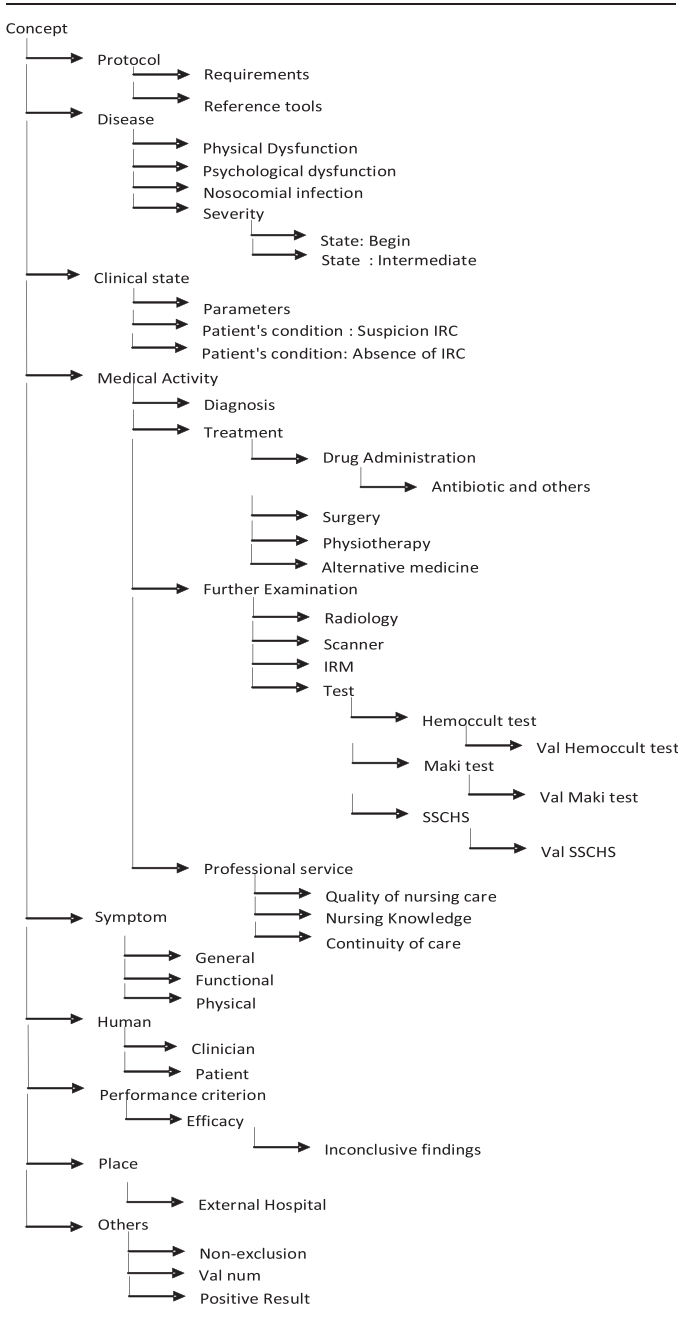 Concept
Protocol
Requirements
Reference tools
Disease
Physical Dysfunction
Psychological dysfunction
Nosocomial infection
Severity
State: Begin
State : Intermediate
Clinical state
Parameters
Patient's condition : Suspicion IRC
Patient's condition: Absence of IRC
Medical Activity
Diagnosis
Treatment
Drug Administration
Antibiotic and others
Surgery
Physiotherapy
Alternative medicine
Further Examination
Radiology
Scanner
IRM
Test
Hemoccult test
Val Hemoccult test
Maki test
Val Maki test
SSCHS
Val SSCHS
Professional service
Quality of nursing care
Nursing Knowledge
Continuity of care
Symptom
General
Functional
Physical
Human
Clinician
Patient
Performance criterion
Efficacy
Inconclusive findings
Place
External Hospital
Others
Non-exclusion
Val num
Positive Result